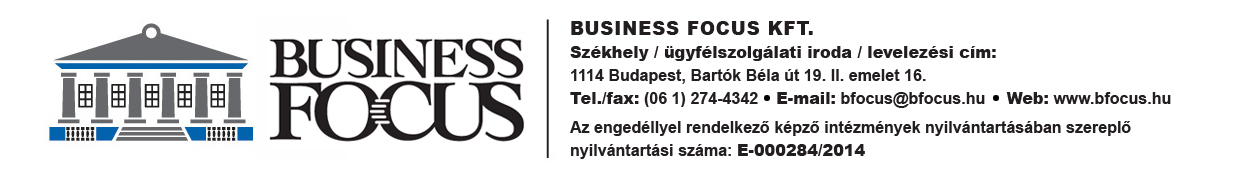 BUSINESS
FOCUS
BUSINESS FOCUS KFT.
Székhely / ügyfélszolgálati iroda / levelezési cím:
1114 Budapest, Bartók Béla út 19. II. emelet 16.
Tel./fax: (06 1) 274-4342 • E-mail: bfocus@bfocus.hu • Web: www.bfocus.hu
Az engedéllyel rendelkező képző intézmények nyilvántartásában szereplő
nyilvántartási száma: E-000284/2014